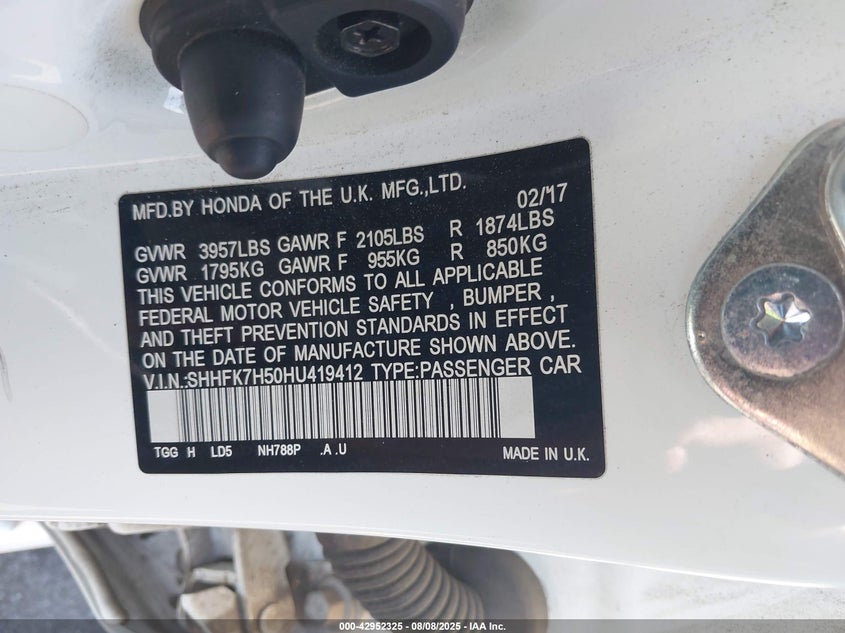 MFD.BY HONDA OF THE U.K. MFG.,LTD. 02/'17
GVWR 3957LBS GAWR F 2105LBS R 1874LBS
GVWR 1795KG GAWR F 955KG R 850KG
THIS VEHICLE CONFORMS TO ALL APPLICABLE
FEDERAL MOTOR VEHICLE SAFETY , BUMPER ,
AND THEFT PREVENTION STANDARDS IN EFFECT
ON THE DATE OF MANUFACTURE SHOWN ABOVE.
V.I.N.:SHHFK7H50HU419412 TYPE:PASSENGER CAR
TGG H LD5 NH788P .A .U MADE IN U.K.
000-42952325 - 08/08/2025 - IAA Inc.